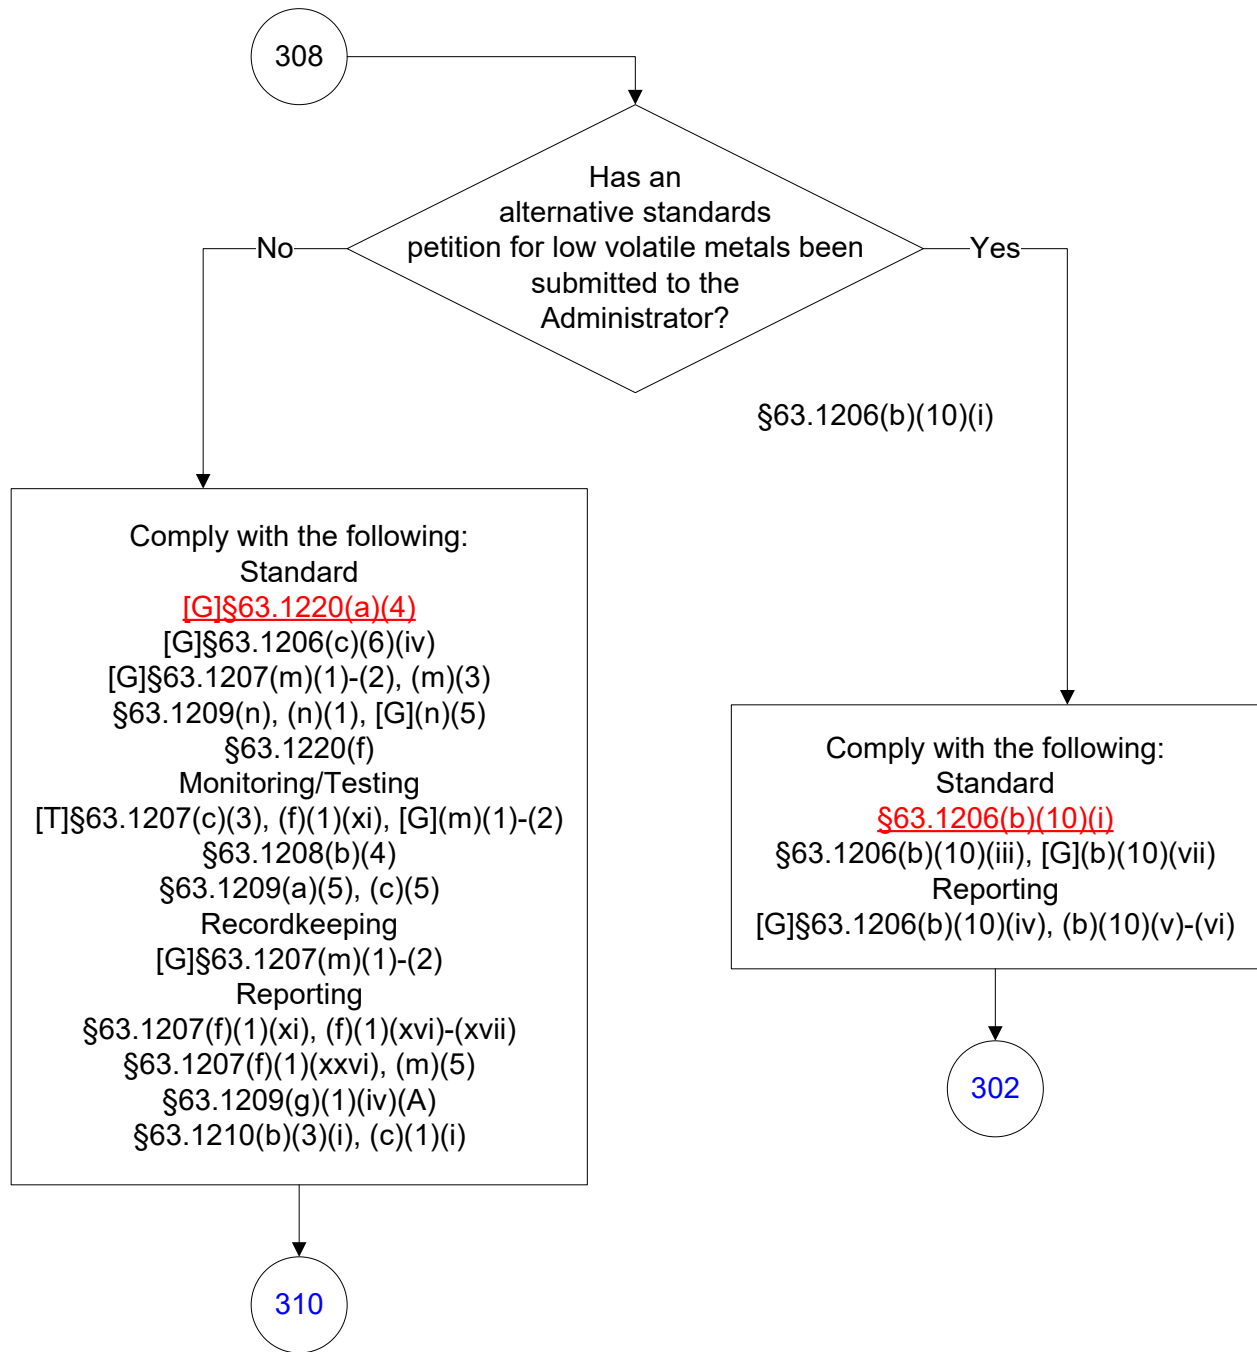 308
Has an
alternative standards
petition for low volatile metals been
submitted to the
Administrator?
No
Yes
§63.1206(b)(10)(i)
Comply with the following:
Standard
[G]§63.1220(a)(4)
[G]§63.1206(c)(6)(iv)
[G]§63.1207(m)(1)-(2), (m)(3)
§63.1209(n), (n)(1), [G](n)(5)
§63.1220(f)
Monitoring/Testing
[T]§63.1207(c)(3), (f)(1)(xi), [G](m)(1)-(2)
§63.1208(b)(4)
§63.1209(a)(5), (c)(5)
Recordkeeping
[G]§63.1207(m)(1)-(2)
Reporting
§63.1207(f)(1)(xi), (f)(1)(xvi)-(xvii)
§63.1207(f)(1)(xxvi), (m)(5)
§63.1209(g)(1)(iv)(A)
§63.1210(b)(3)(i), (c)(1)(i)
310
Comply with the following:
Standard
§63.1206(b)(10)(i)
§63.1206(b)(10)(iii), [G](b)(10)(vii)
Reporting
[G]§63.1206(b)(10)(iv), (b)(10)(v)-(vi)
302